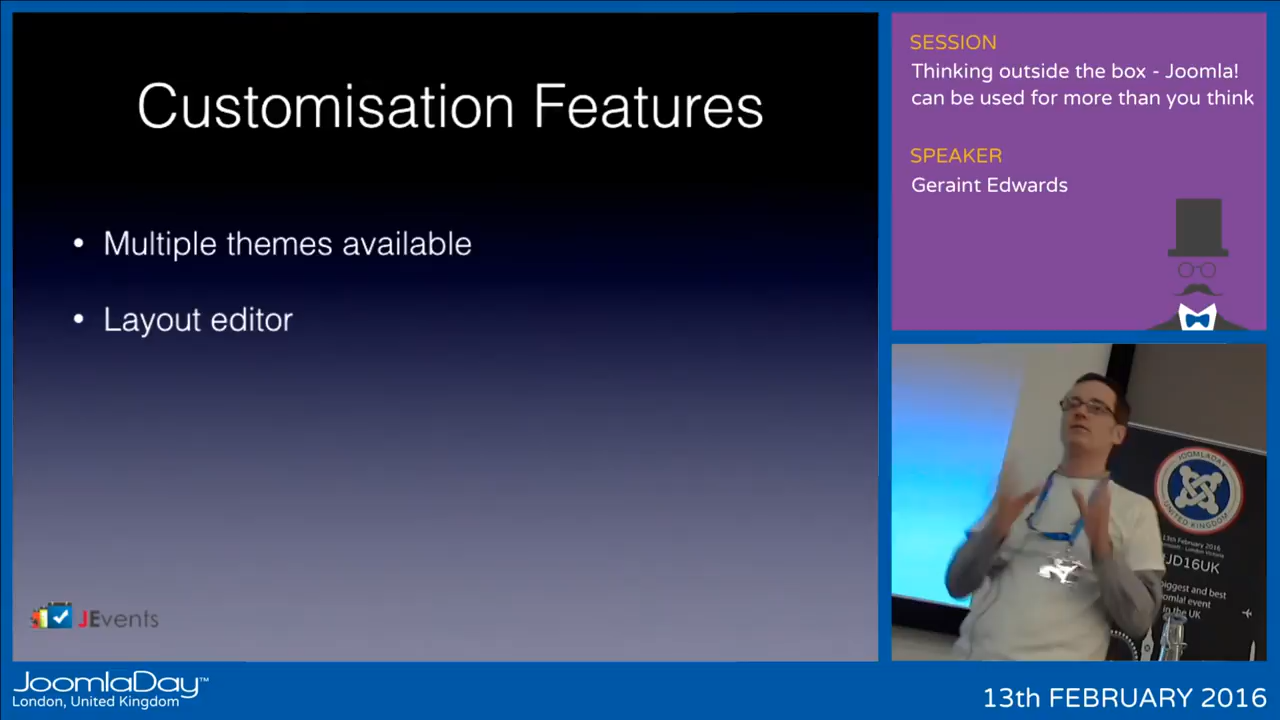 Customisation Features
• Multiple themes available
• Layout editor
JEvents
SESSION
Thinking outside the box - Joomla!
can be used for more than you think
SPEAKER
Geraint Edwards
JOOMLADAY
UNITED KINGDOM
13th February 2016
London Victoria
JD16UK
biggest and best
Joomla! event
in the UK
JoomlaDay™
London, United Kingdom
13th FEBRUARY 2016